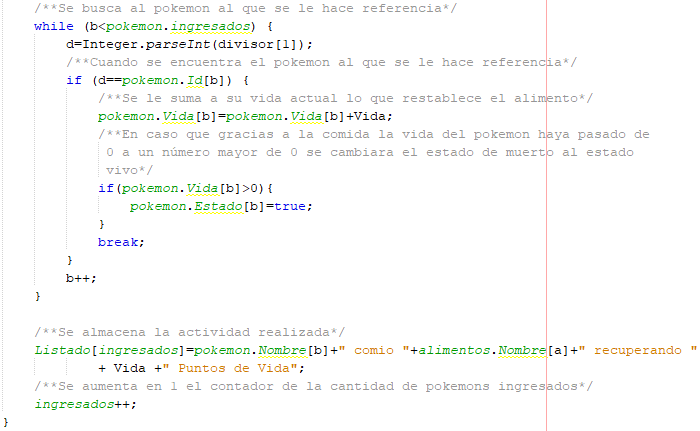 /**Se busca al pokemon al que se le hace referencia*/
while (b<pokemon.ingresados) {
d=Integer.parseInt(divisor[1]);
/**Cuando se encuentra el pokemon al que se le hace referencia*/
if (d==pokemon.Id[b]) {
/**Se le suma a su vida actual lo que restablece el alimento*/
pokemon.Vida[b]=pokemon.Vida[b]+Vida;
/**En caso que gracias a la comida la vida del pokemon haya pasado de
0 a un número mayor de 0 se cambiara el estado de muerto al estado
vivo*/
if(pokemon.Vida[b]>0){
pokemon.Estado[b]=true;
}
break;
}
b++;
}
/**Se almacena la actividad realizada*/
Listado[ingresados]=pokemon.Nombre[b]+" comio "+alimentos.Nombre[a]+" recuperando "
+ Vida +" Puntos de Vida";
/**Se aumenta en 1 el contador de la cantidad de pokemons ingresados*/
ingresados++;
}